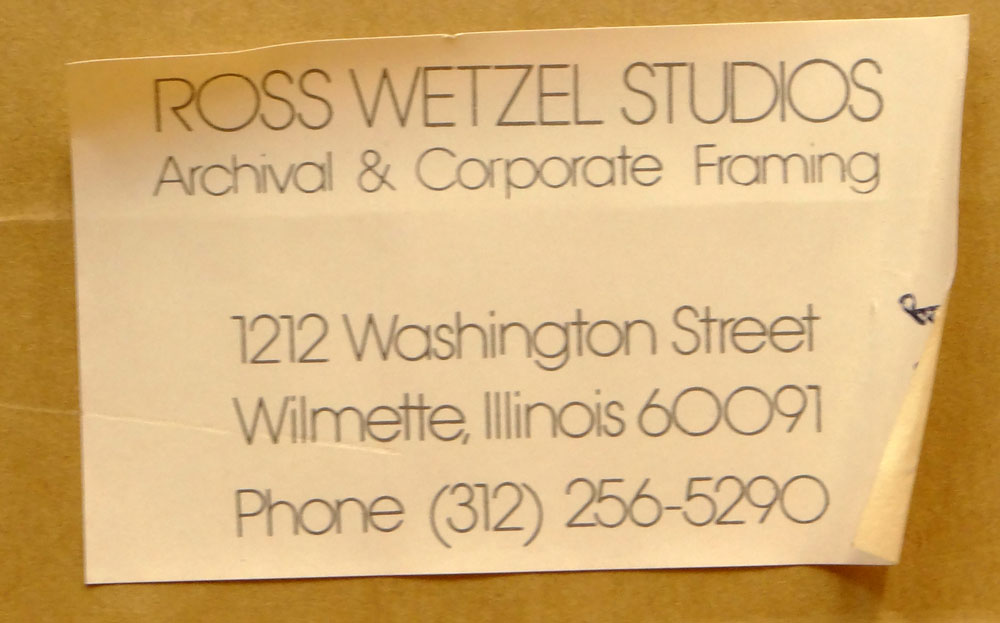 ROSS WETZEL STUDIOS
Archival & Corporate Framing
1212 Washington Street
Wilmette, Illinois 60091
Phone (312) 256-5290